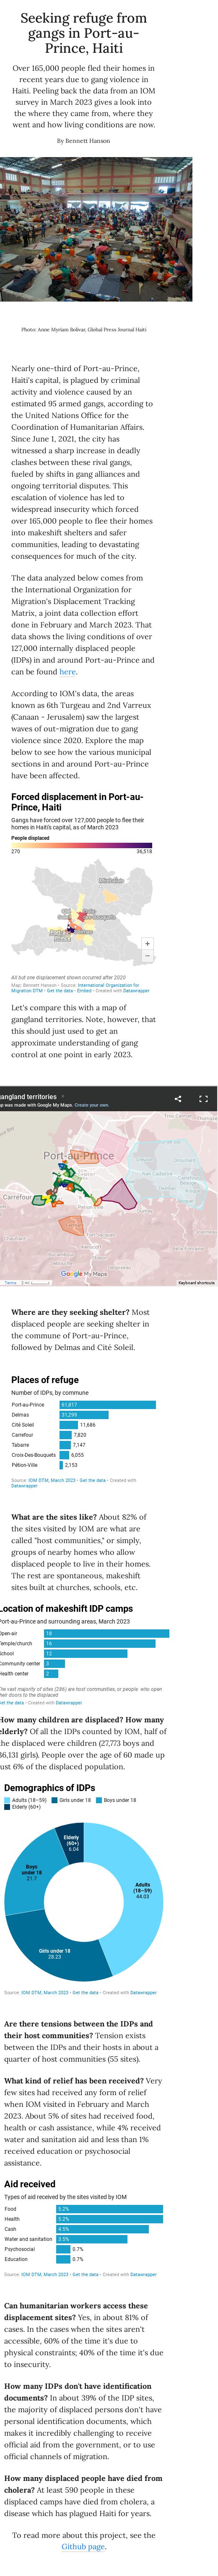 Seeking refuge from
gangs in Port-au-
Prince, Haiti
Over 165,000 people fled their homes in
recent years due to gang violence in
Haiti. Peeling back the data from an IOM
survey in March 2023 gives a look into
the where they came from, where they
went and how living conditions are now.
By Bennett Hanson
Photo: Anne Myriam Bolivar, Global Press Journal Haiti
Nearly one-third of Port-au-Prince,
Haiti's capital, is plagued by criminal
activity and violence caused by an
estimated 95 armed gangs, according to
the United Nations Office for the
Coordination of Humanitarian Affairs.
Since June 1, 2021, the city has
witnessed a sharp increase in deadly
clashes between these rival gangs,
fueled by shifts in gang alliances and
ongoing territorial disputes. This
escalation of violence has led to
widespread insecurity which forced
over 165,000 people to flee their homes
into makeshift shelters and safer
communities, leading to devastating
consequences for much of the city.
The data analyzed below comes from
the International Organization for
Migration's Displacement Tracking
Matrix, a joint data collection effort
done in February and March 2023. That
data shows the living conditions of over
127,000 internally displaced people
(IDPs) in and around Port-au-Prince and
can be found here.
According to IOM's data, the areas
known as 6th Turgeau and 2nd Varreux
(Canaan - Jerusalem) saw the largest
waves of out-migration due to gang
violence since 2020. Explore the map
below to see how the various municipal
sections in and around Port-au-Prince
have been affected.
Forced displacement in Port-au-
Prince, Haiti
Gangs have forced over 127,000 people to flee their
homes in Haiti's capital, as of March 2023
People displaced
270 36,518
+
−
All but one displacement shown occurred after 2020
Map: Bennett Hanson • Source: International Organization for
Migration DTM • Get the data • Embed • Created with Datawrapper
Let's compare this with a map of
gangland territories. Note, however, that
this should just used to get an
approximate understanding of gang
control at one point in early 2023.
gangland territories
p was made with Google My Maps. Create your own.
Port-au-Prince
Carrefour
Google My Maps
Terms 2 mi Keyboard shortcuts
Where are they seeking shelter? Most
displaced people are seeking shelter in
the commune of Port-au-Prince,
followed by Delmas and Cité Soleil.
Places of refuge
Number of IDPs, by commune
Port-au-Prince 61,817
Delmas 31,299
Cité Soleil 11,686
Carrefour 7,820
Tabarre 7,147
Croix-Des-Bouquets 6,055
Pétion-Ville 2,153
Source: IOM DTM, March 2023 • Get the data • Created with
Datawrapper
What are the sites like? About 82% of
the sites visited by IOM are what are
called "host communities," or simply,
groups of nearby homes who allow
displaced people to live in their homes.
The rest are spontaneous, makeshift
sites built at churches, schools, etc.
Location of makeshift IDP camps
Port-au-Prince and surrounding areas, March 2023
Open-air 18
Temple/church 16
School 12
Community center 3
Health center 2
The vast majority of sites (286) are host communities, or people who open
their doors to the displaced
Get the data • Created with Datawrapper
How many children are displaced? How many
elderly? Of all the IDPs counted by IOM, half of
the displaced were children (27,773 boys and
36,131 girls). People over the age of 60 made up
just 6% of the displaced population.
Demographics of IDPs
Adults (18–59) Girls under 18 Boys under 18
Elderly (60+)
Elderly
(60+)
6.04
Boys
under 18
21.7
Adults
(18–59)
44.03
Girls under 18
28.23
Source: IOM DTM, March 2023 • Get the data • Created with Datawrapper
Are there tensions between the IDPs and
their host communities? Tension exists
between the IDPs and their hosts in about a
quarter of host communities (55 sites).
What kind of relief has been received? Very
few sites had received any form of relief
when IOM visited in February and March
2023. About 5% of sites had received food,
health or cash assistance, while 4% received
water and sanitation aid and less than 1%
received education or psychosocial
assistance.
Aid received
Types of aid received by the sites visited by IOM
Food 5.2%
Health 5.2%
Cash 4.5%
Water and sanitation 3.5%
Psychosocial 0.7%
Education 0.7%
Source: IOM DTM, March 2023 • Get the data • Created with Datawrapper
Can humanitarian workers access these
displacement sites? Yes, in about 81% of
cases. In the cases when the sites aren't
accessible, 60% of the time it's due to
physical constraints; 40% of the time it's due
to insecurity.
How many IDPs don't have identification
documents? In about 39% of the IDP sites,
the majority of displaced persons don't have
personal identification documents, which
makes it incredibly challenging to receive
official aid from the government, or to use
official channels of migration.
How many displaced people have died from
cholera? At least 590 people in these
displaced camps have died from cholera, a
disease which has plagued Haiti for years.
To read more about this project, see the
Github page.